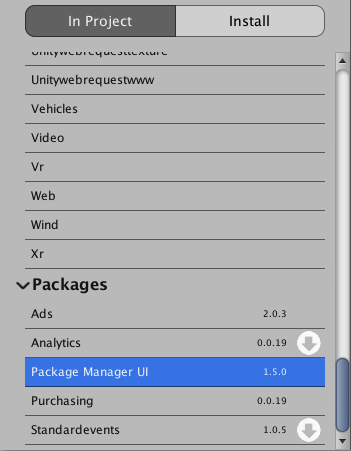 In Project Install
Unitywebrequesttexture
Unitywebrequestwww
Vehicles
Video
Vr
Web
Wind
Xr
Packages
Ads 2.0.3
Analytics 0.0.19
Package Manager UI 1.5.0
Purchasing 0.0.19
Standardevents 1.0.5